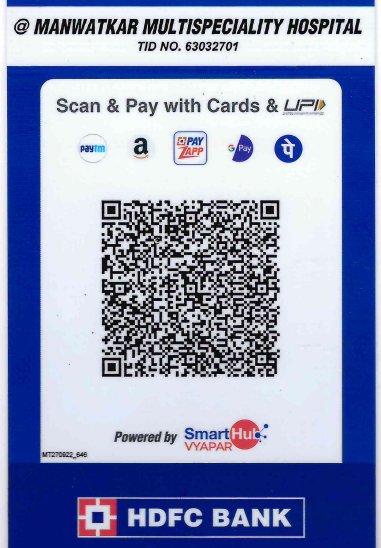 @ MANWATKAR MULTISPECIALITY HOSPITAL
TID NO. 63032701
Scan & Pay with Cards & UPI
Paytm a PAY ZAPP G Pay पे
Powered by SmartHub
VYAPAR
MT270922_646
HDFC BANK